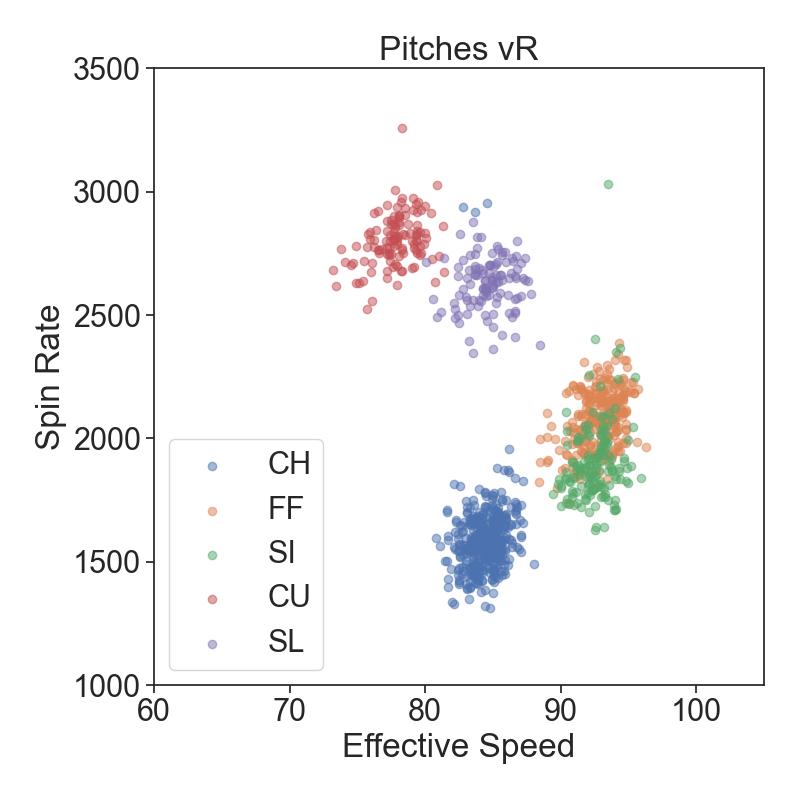 Pitches vR
3500
3000
2500
2000
1500
1000
Spin Rate
CH
FF
SI
CU
SL
60 70 80 90 100
Effective Speed